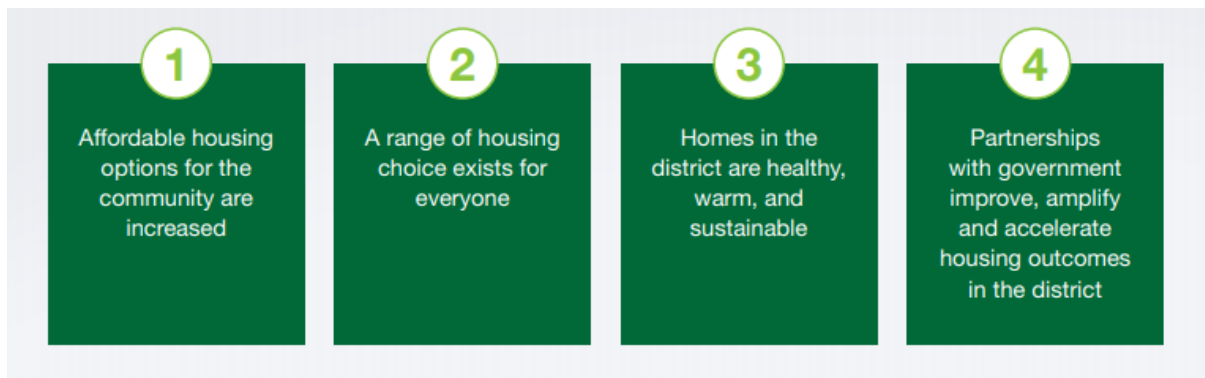 1
Affordable housing
options for the
community are
increased
2
A range of housing
choice exists for
everyone
3
Homes in the
district are healthy,
warm, and
sustainable
4
Partnerships
with government
improve, amplify
and accelerate
housing outcomes
in the district